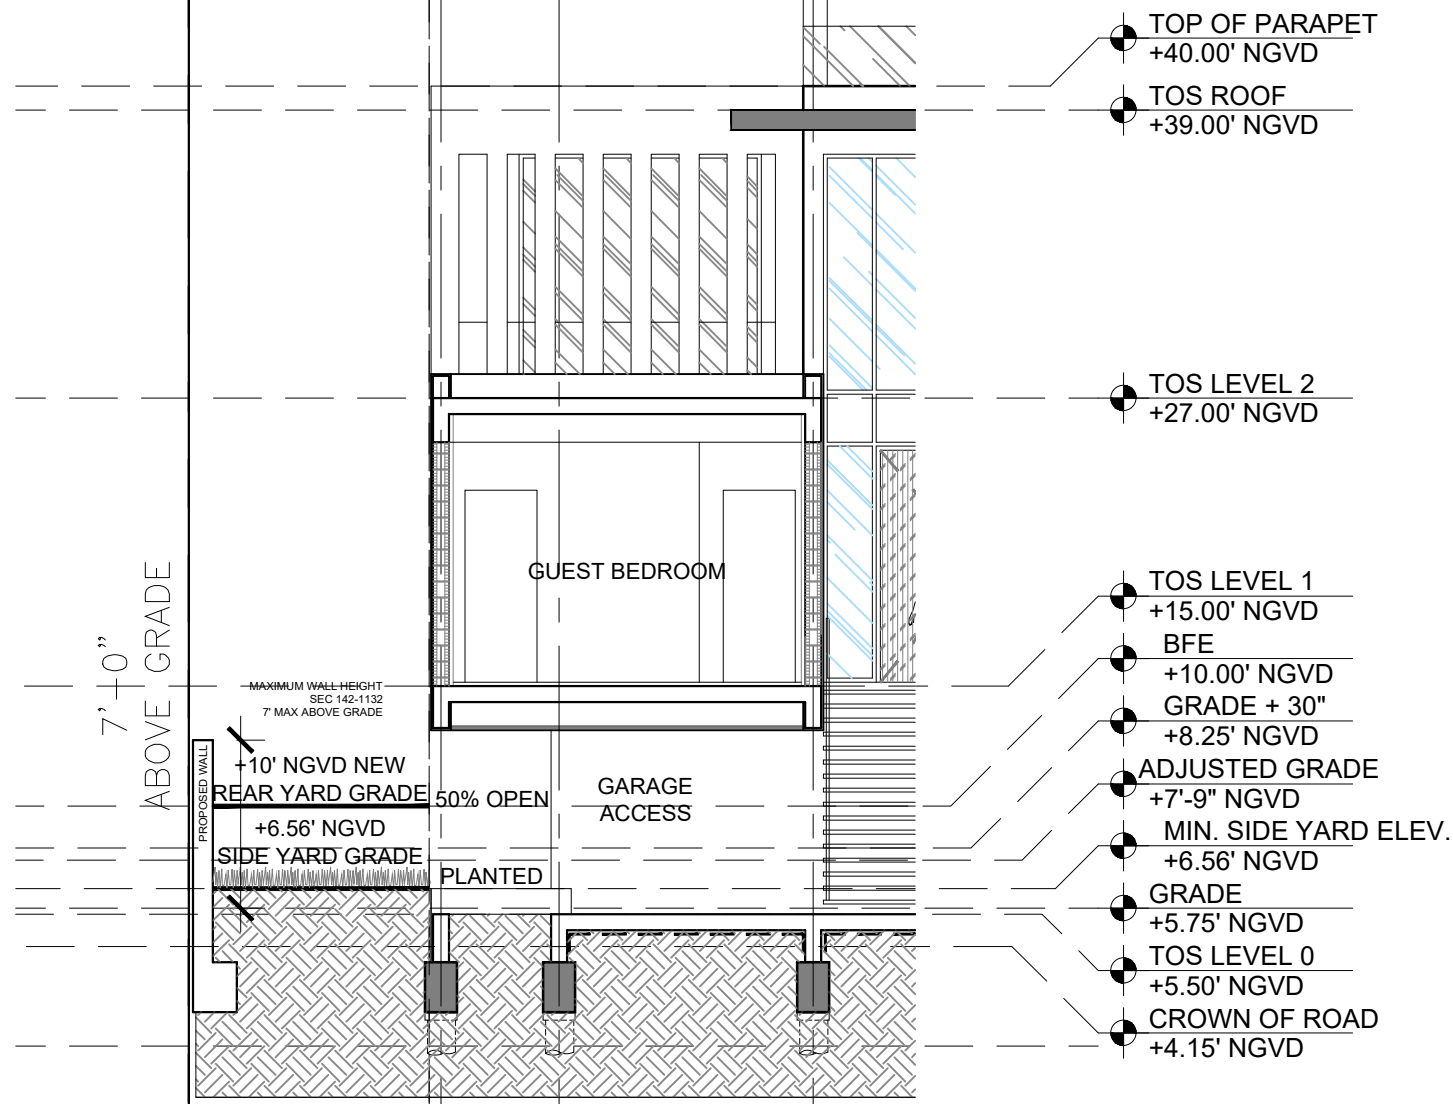 TOP OF PARAPET
+40.00' NGVD
TOS ROOF
+39.00' NGVD
TOS LEVEL 2
+27.00' NGVD
GUEST BEDROOM
TOS LEVEL 1
+15.00' NGVD
BFE
+10.00' NGVD
GRADE + 30"
+8.25' NGVD
ADJUSTED GRADE
+7'-9" NGVD
MIN. SIDE YARD ELEV.
+6.56' NGVD
GRADE
+5.75' NGVD
TOS LEVEL 0
+5.50' NGVD
CROWN OF ROAD
+4.15' NGVD
7'-0"
ABOVE GRADE
MAXIMUM WALL HEIGHT
SEC 142-1132
7' MAX ABOVE GRADE
PROPOSED WALL
+10' NGVD NEW
REAR YARD GRADE
50% OPEN
GARAGE
ACCESS
+6.56' NGVD
SIDE YARD GRADE
PLANTED